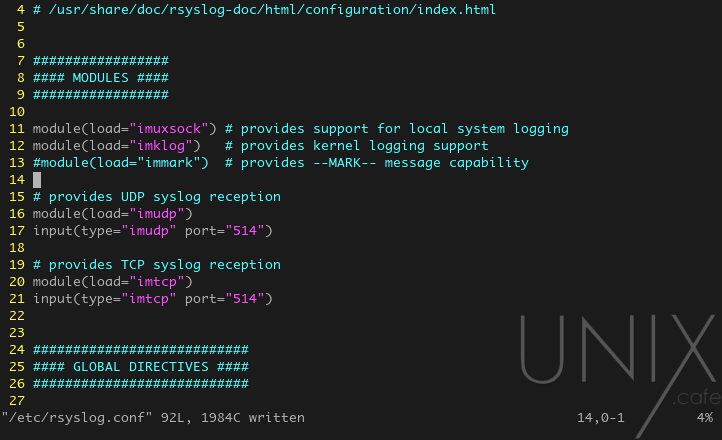 4 # /usr/share/doc/rsyslog-doc/html/configuration/index.html
5
6
7 #################
8 #### MODULES ####
9 #################
10
11 module(load="imuxsock") # provides support for local system logging
12 module(load="imklog")   # provides kernel logging support
13 #module(load="immark")  # provides --MARK-- message capability
14
15 # provides UDP syslog reception
16 module(load="imudp")
17 input(type="imudp" port="514")
18
19 # provides TCP syslog reception
20 module(load="imtcp")
21 input(type="imtcp" port="514")
22
23
24 ###########################
25 #### GLOBAL DIRECTIVES ####
26 ###########################
27
UNIX
.cafe
"/etc/rsyslog.conf" 92L, 1984C written 14,0-1 4%